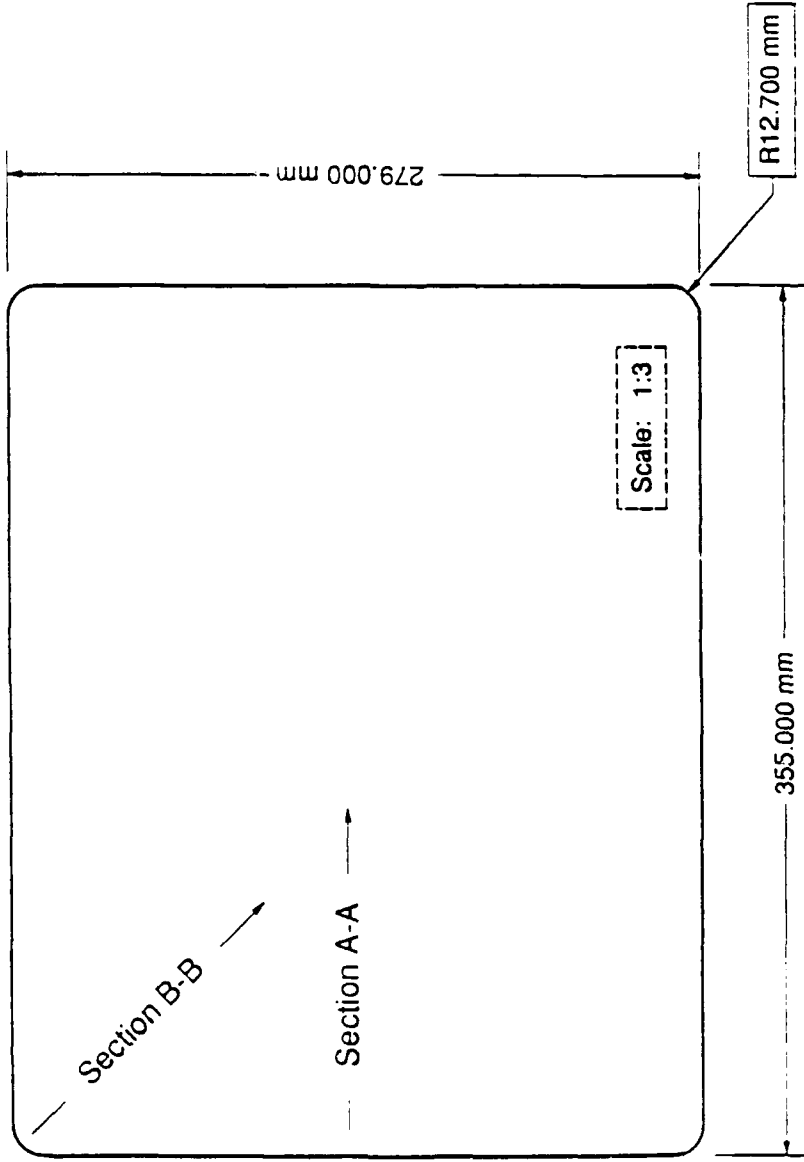 279.000 mm
R12.700 mm
Scale: 1:3
Section B-B
Section A-A
355.000 mm